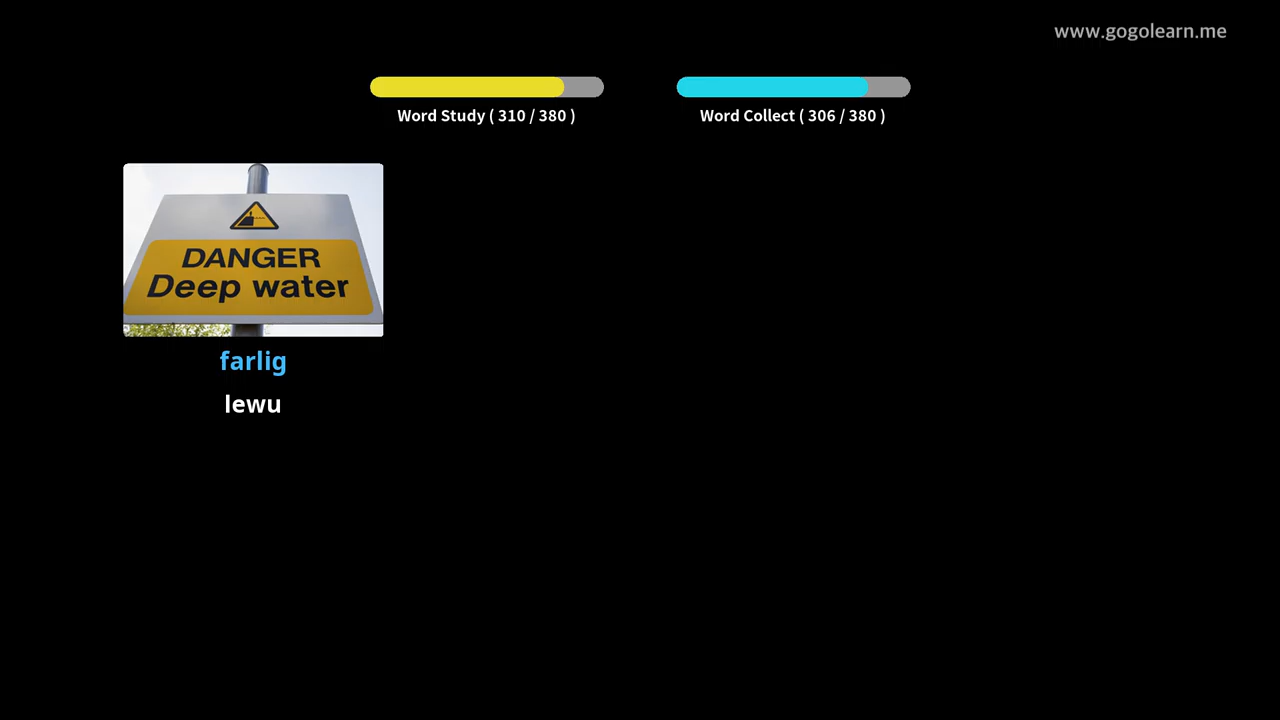 www.gogolearn.me
Word Study ( 310 / 380 )
Word Collect ( 306 / 380 )
DANGER
Deep water
farlig
lewu